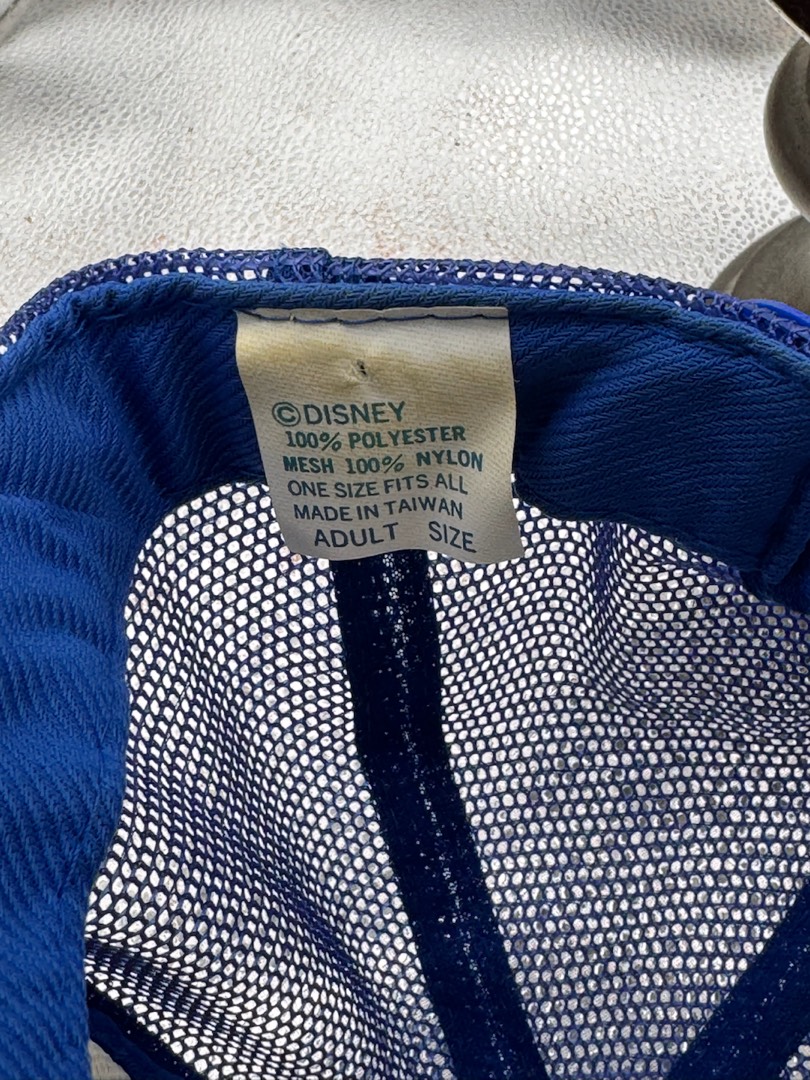 ©DISNEY
100% POLYESTER
MESH 100% NYLON
ONE SIZE FITS ALL
MADE IN TAIWAN
ADULT SIZE